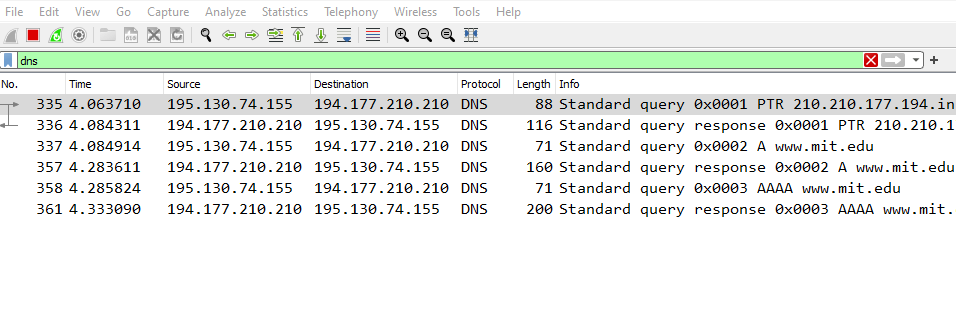 File Edit View Go Capture Analyze Statistics Telephony Wireless Tools Help
dns
No. Time Source Destination Protocol Length Info
335 4.063710 195.130.74.155 194.177.210.210 DNS 88 Standard query 0x0001 PTR 210.210.177.194.in
336 4.084311 194.177.210.210 195.130.74.155 DNS 116 Standard query response 0x0001 PTR 210.210.1
337 4.084914 195.130.74.155 194.177.210.210 DNS 71 Standard query 0x0002 A www.mit.edu
357 4.283611 194.177.210.210 195.130.74.155 DNS 160 Standard query response 0x0002 A www.mit.edu
358 4.285824 195.130.74.155 194.177.210.210 DNS 71 Standard query 0x0003 AAAA www.mit.edu
361 4.333090 194.177.210.210 195.130.74.155 DNS 200 Standard query response 0x0003 AAAA www.mit.